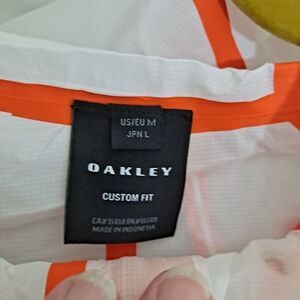 US/EU M
JPN L
OAKLEY
CUSTOM FIT
MADE IN INDONESIA